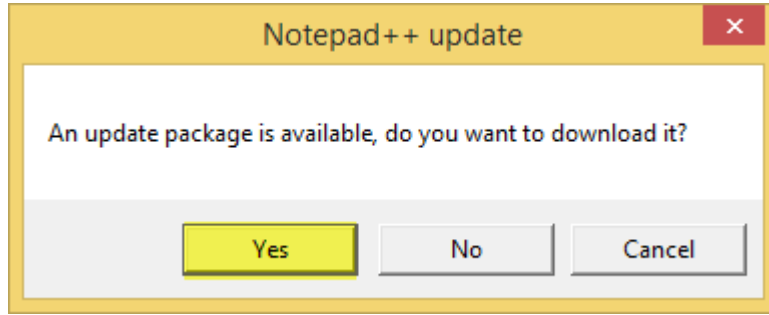 Notepad++ update
An update package is available, do you want to download it?
Yes No Cancel